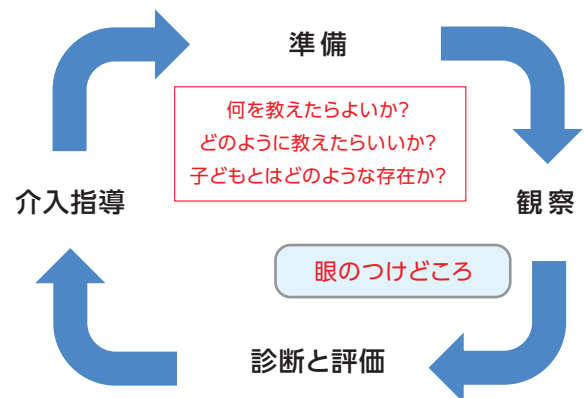 準備
何を教えたらよいか?
どのように教えたらいいか?
子どもとはどのような存在か?
介入指導
観察
眼のつけどころ
診断と評価